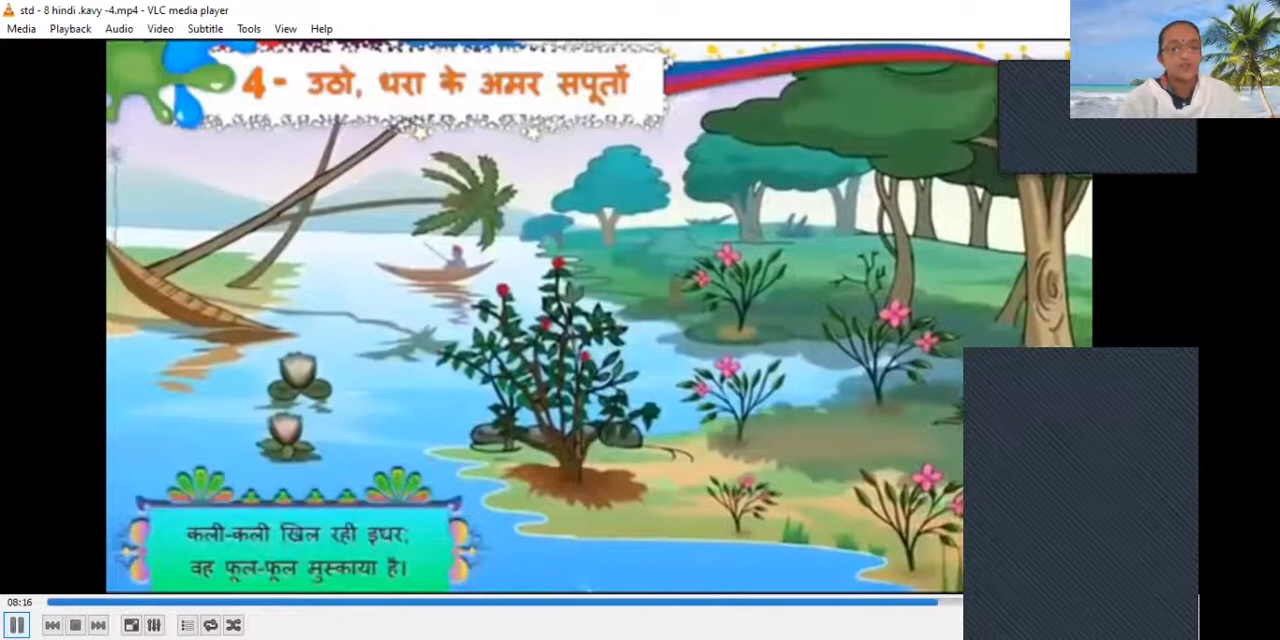 std - 8 hindi .kavy -4.mp4 - VLC media player
Media Playback Audio Video Subtitle Tools View Help
4- उठो, धरा के अमर सपूतों
कली-कली खिल रही इधर;
वह फूल-फूल मुस्काया है।
08:16